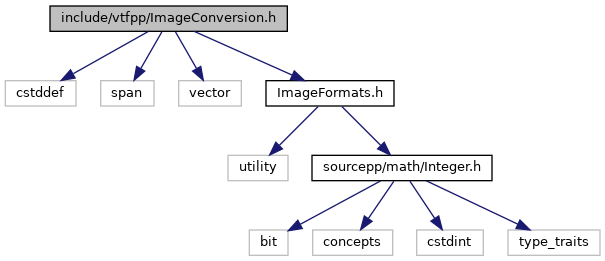 include/vtfpp/ImageConversion.h
cstddef
span
vector
ImageFormats.h
utility
sourcepp/math/Integer.h
bit
concepts
cstdint
type_traits